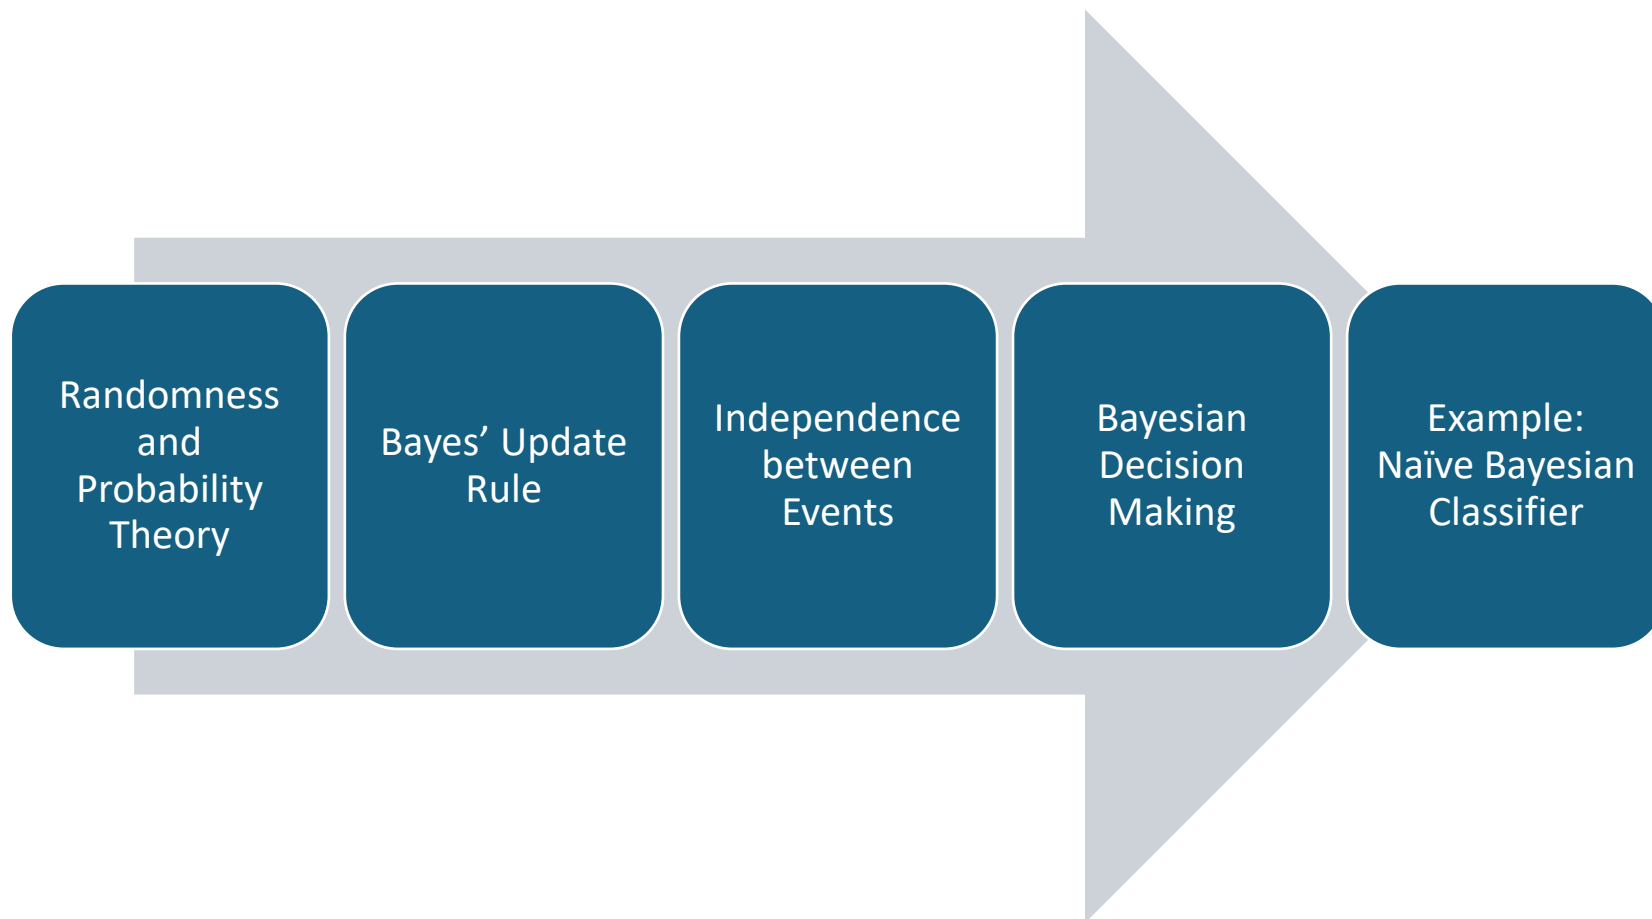 Randomness
and
Probability
Theory
Bayes’ Update
Rule
Independence
between
Events
Bayesian
Decision
Making
Example:
Naïve Bayesian
Classifier